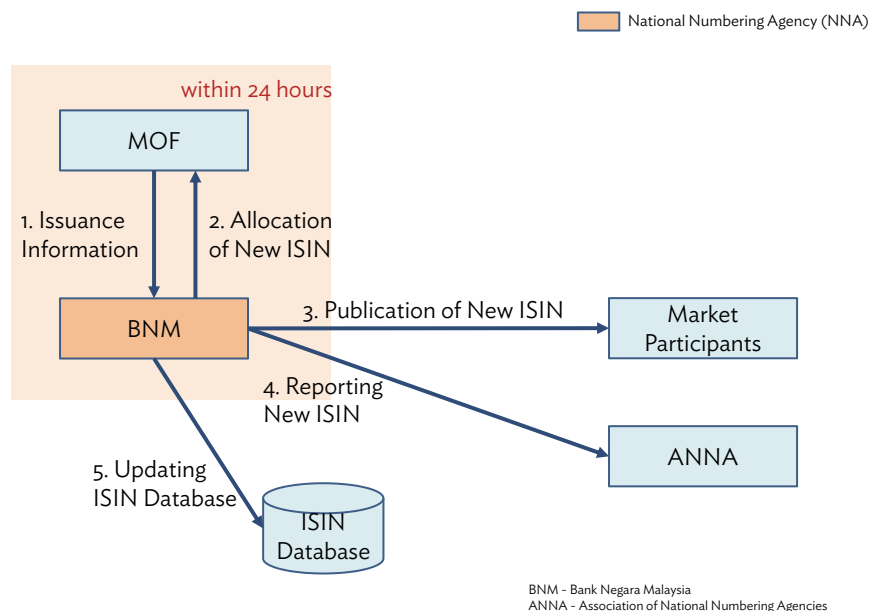 National Numbering Agency (NNA)
within 24 hours
MOF
1. Issuance
Information
2. Allocation
of New ISIN
BNM
3. Publication of New ISIN
Market
Participants
4. Reporting
New ISIN
ANNA
5. Updating
ISIN Database
ISIN
Database
BNM - Bank Negara Malaysia
ANNA - Association of National Numbering Agencies